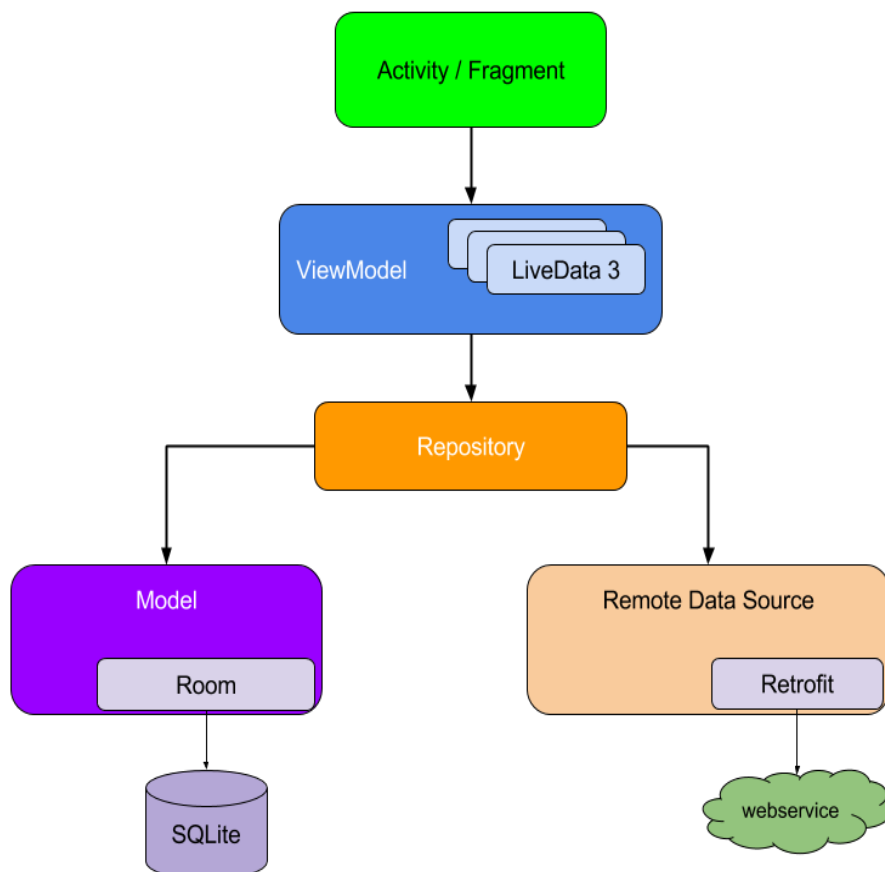 Activity / Fragment
ViewModel
LiveData 3
Repository
Model
Remote Data Source
Room
Retrofit
SQLite
webservice